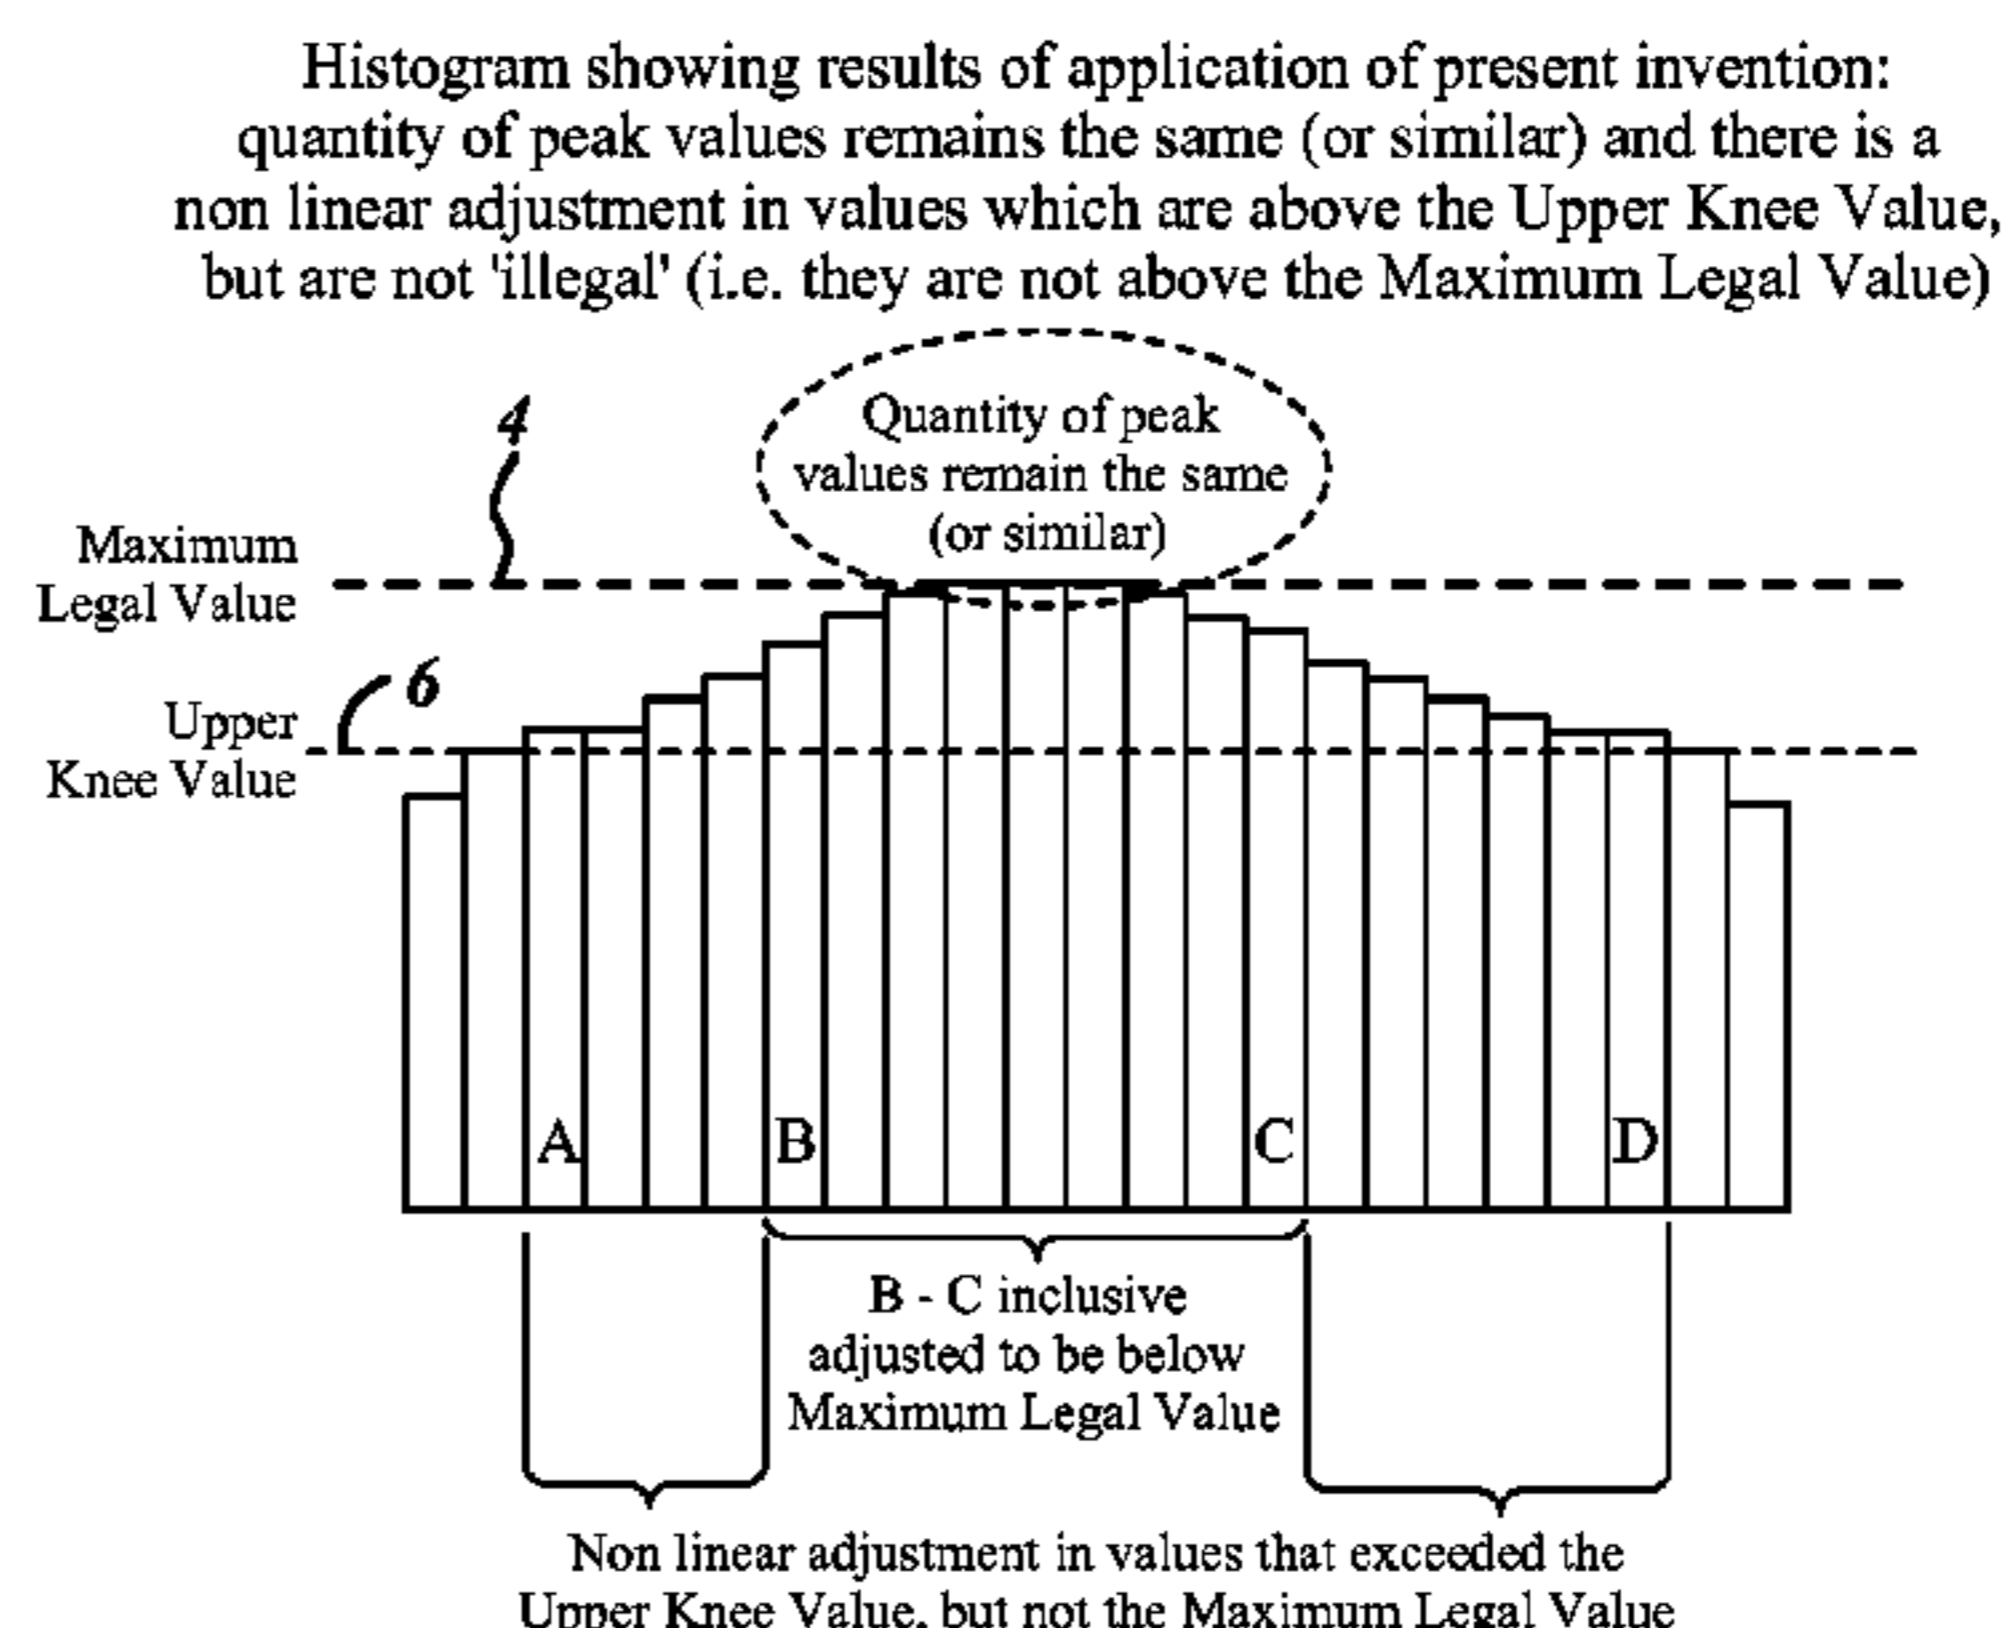 Histogram showing results of application of present invention:
quantity of peak values remains the same (or similar) and there is a
non linear adjustment in values which are above the Upper Knee Value,
but are not 'illegal' (i.e. they are not above the Maximum Legal Value)
4
Quantity of peak
values remain the same
(or similar)
Maximum
Legal Value
6
Upper
Knee Value
A B C D
B - C inclusive
adjusted to be below
Maximum Legal Value
Non linear adjustment in values that exceeded the
Upper Knee Value, but not the Maximum Legal Value